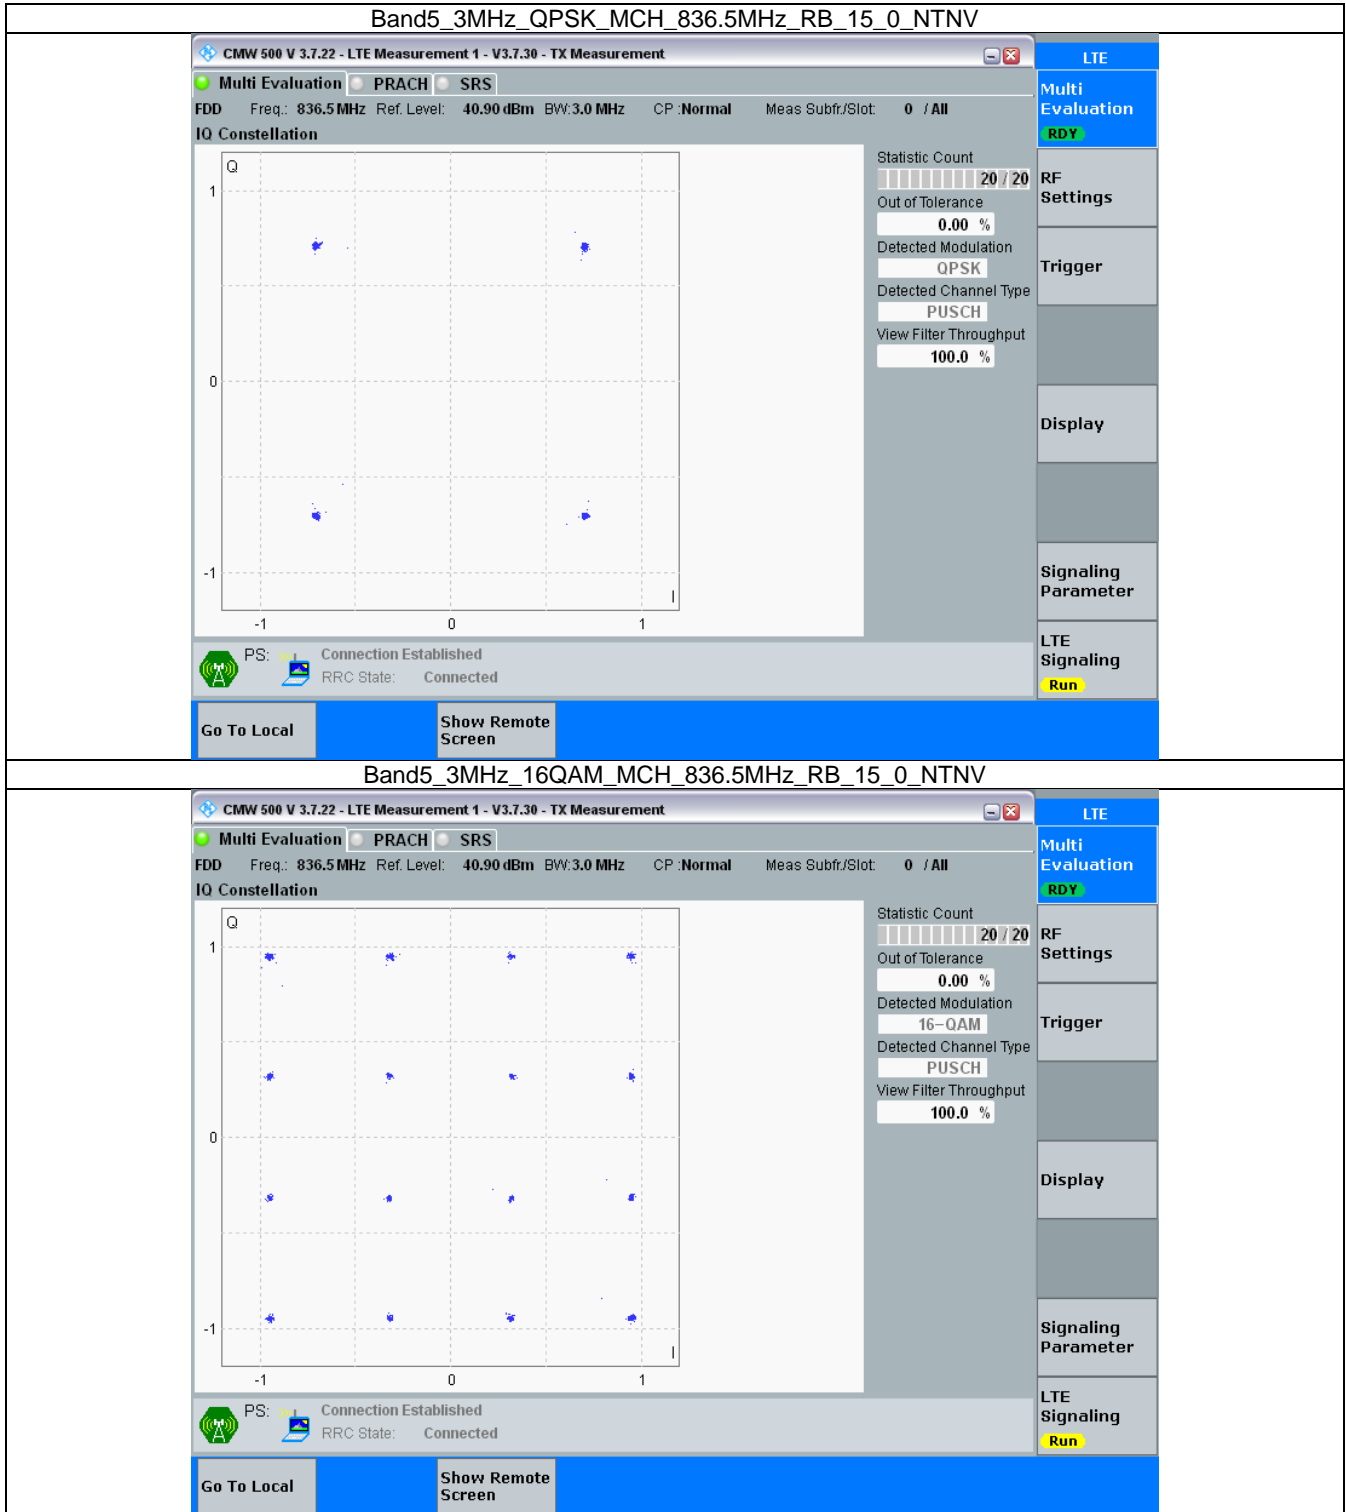 Band5_3MHz_QPSK_MCH_836.5MHz_RB_15_0_NTNV
CMW 500 V 3.7.22 - LTE Measurement 1 - V3.7.30 - TX Measurement
LTE
Multi Evaluation PRACH SRS
Multi
Evaluation
RDY
FDD Freq.: 836.5 MHz Ref. Level: 40.90 dBm BW: 3.0 MHz CP :Normal Meas Subfr./Slot: 0 / All
IQ Constellation
Q
1
0
-1
I
-1 0 1
Statistic Count
20 / 20
Out of Tolerance
0.00 %
Detected Modulation
QPSK
Detected Channel Type
PUSCH
View Filter Throughput
100.0 %
RF
Settings
Trigger
Display
Signaling
Parameter
LTE
Signaling
Run
PS: Connection Established
RRC State: Connected
Go To Local
Show Remote
Screen
Band5_3MHz_16QAM_MCH_836.5MHz_RB_15_0_NTNV
CMW 500 V 3.7.22 - LTE Measurement 1 - V3.7.30 - TX Measurement
LTE
Multi Evaluation PRACH SRS
Multi
Evaluation
RDY
FDD Freq.: 836.5 MHz Ref. Level: 40.90 dBm BW: 3.0 MHz CP :Normal Meas Subfr./Slot: 0 / All
IQ Constellation
Q
1
0
-1
I
-1 0 1
Statistic Count
20 / 20
Out of Tolerance
0.00 %
Detected Modulation
16-QAM
Detected Channel Type
PUSCH
View Filter Throughput
100.0 %
RF
Settings
Trigger
Display
Signaling
Parameter
LTE
Signaling
Run
PS: Connection Established
RRC State: Connected
Go To Local
Show Remote
Screen